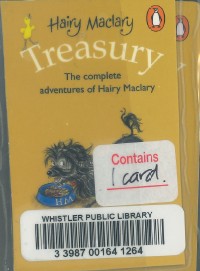 Hairy Maclary
Treasury
The complete
adventures of Hairy Maclary
HM
Contains
1 card.
WHISTLER PUBLIC LIBRARY
3 3987 00164 1264